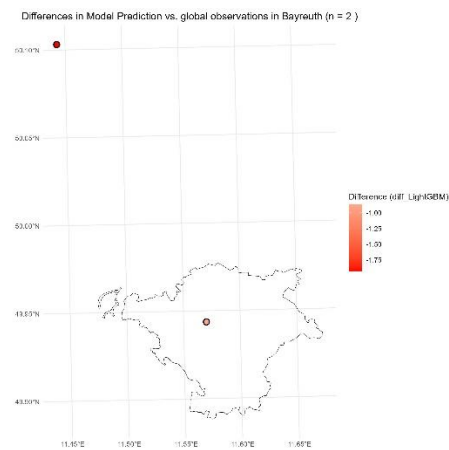 Differences in Model Prediction vs. global observations in Bayreuth (n = 2 )
50.10°N
50.05°N
50.00°N
49.95°N
49.90°N
11.45°E 11.50°E 11.55°E 11.60°E 11.65°E
Difference (diff_LightGBM)
-1.00
-1.25
-1.50
-1.75